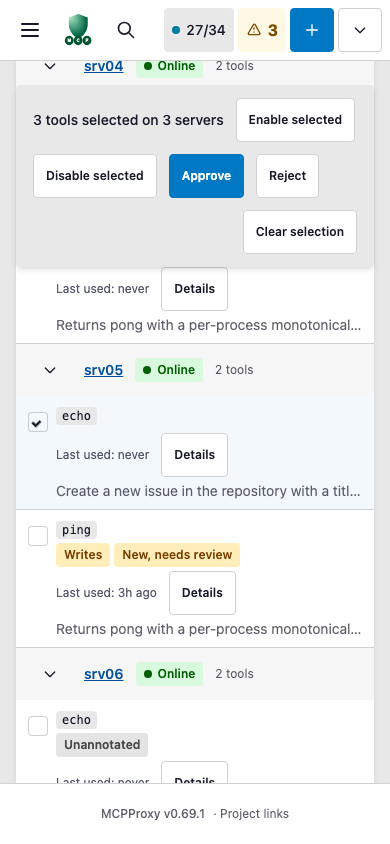 MCP
27/34
3
srv04 Online 2 tools
3 tools selected on 3 servers Enable selected
Disable selected Approve Reject
Clear selection
Last used: never Details
Returns pong with a per-process monotonical...
srv05 Online 2 tools
echo
Last used: never Details
Create a new issue in the repository with a titl...
ping
Writes New, needs review
Last used: 3h ago Details
Returns pong with a per-process monotonical...
srv06 Online 2 tools
echo
Unannotated
Last used: never Details
MCPProxy v0.69.1 · Project links